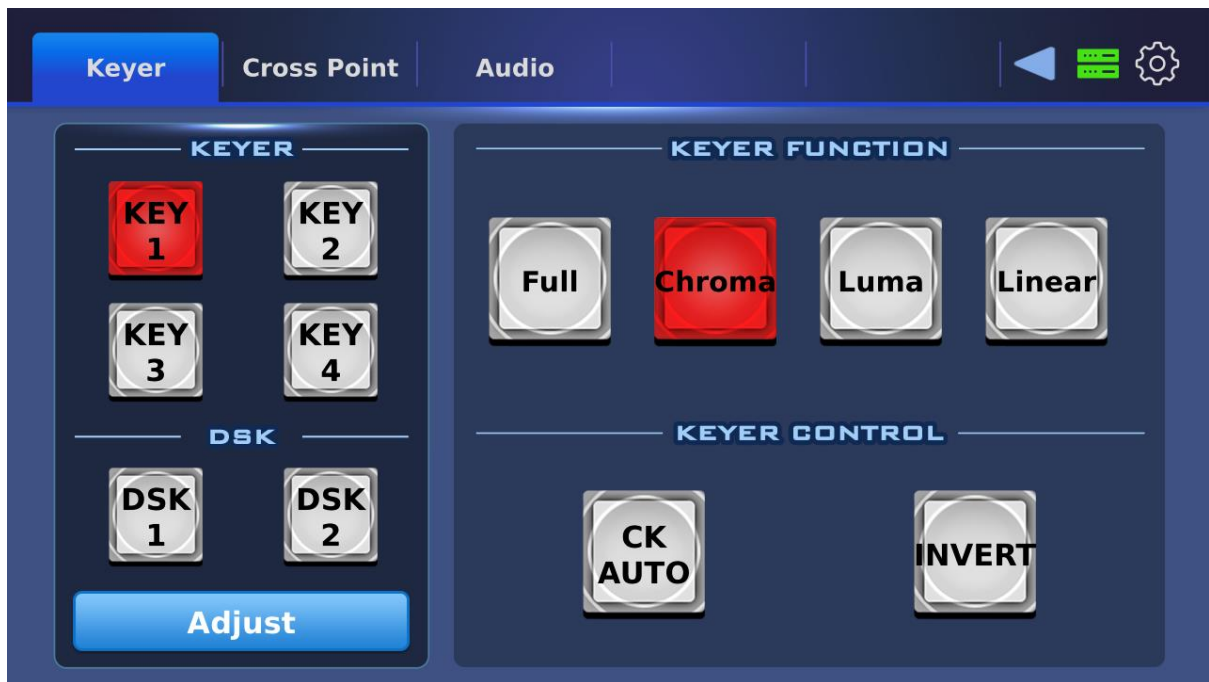 Keyer
Cross Point
Audio
KEYER
KEY
1
KEY
2
KEY
3
KEY
4
DSK
DSK
1
DSK
2
Adjust
KEYER FUNCTION
Full
Chroma
Luma
Linear
KEYER CONTROL
CK
AUTO
INVERT